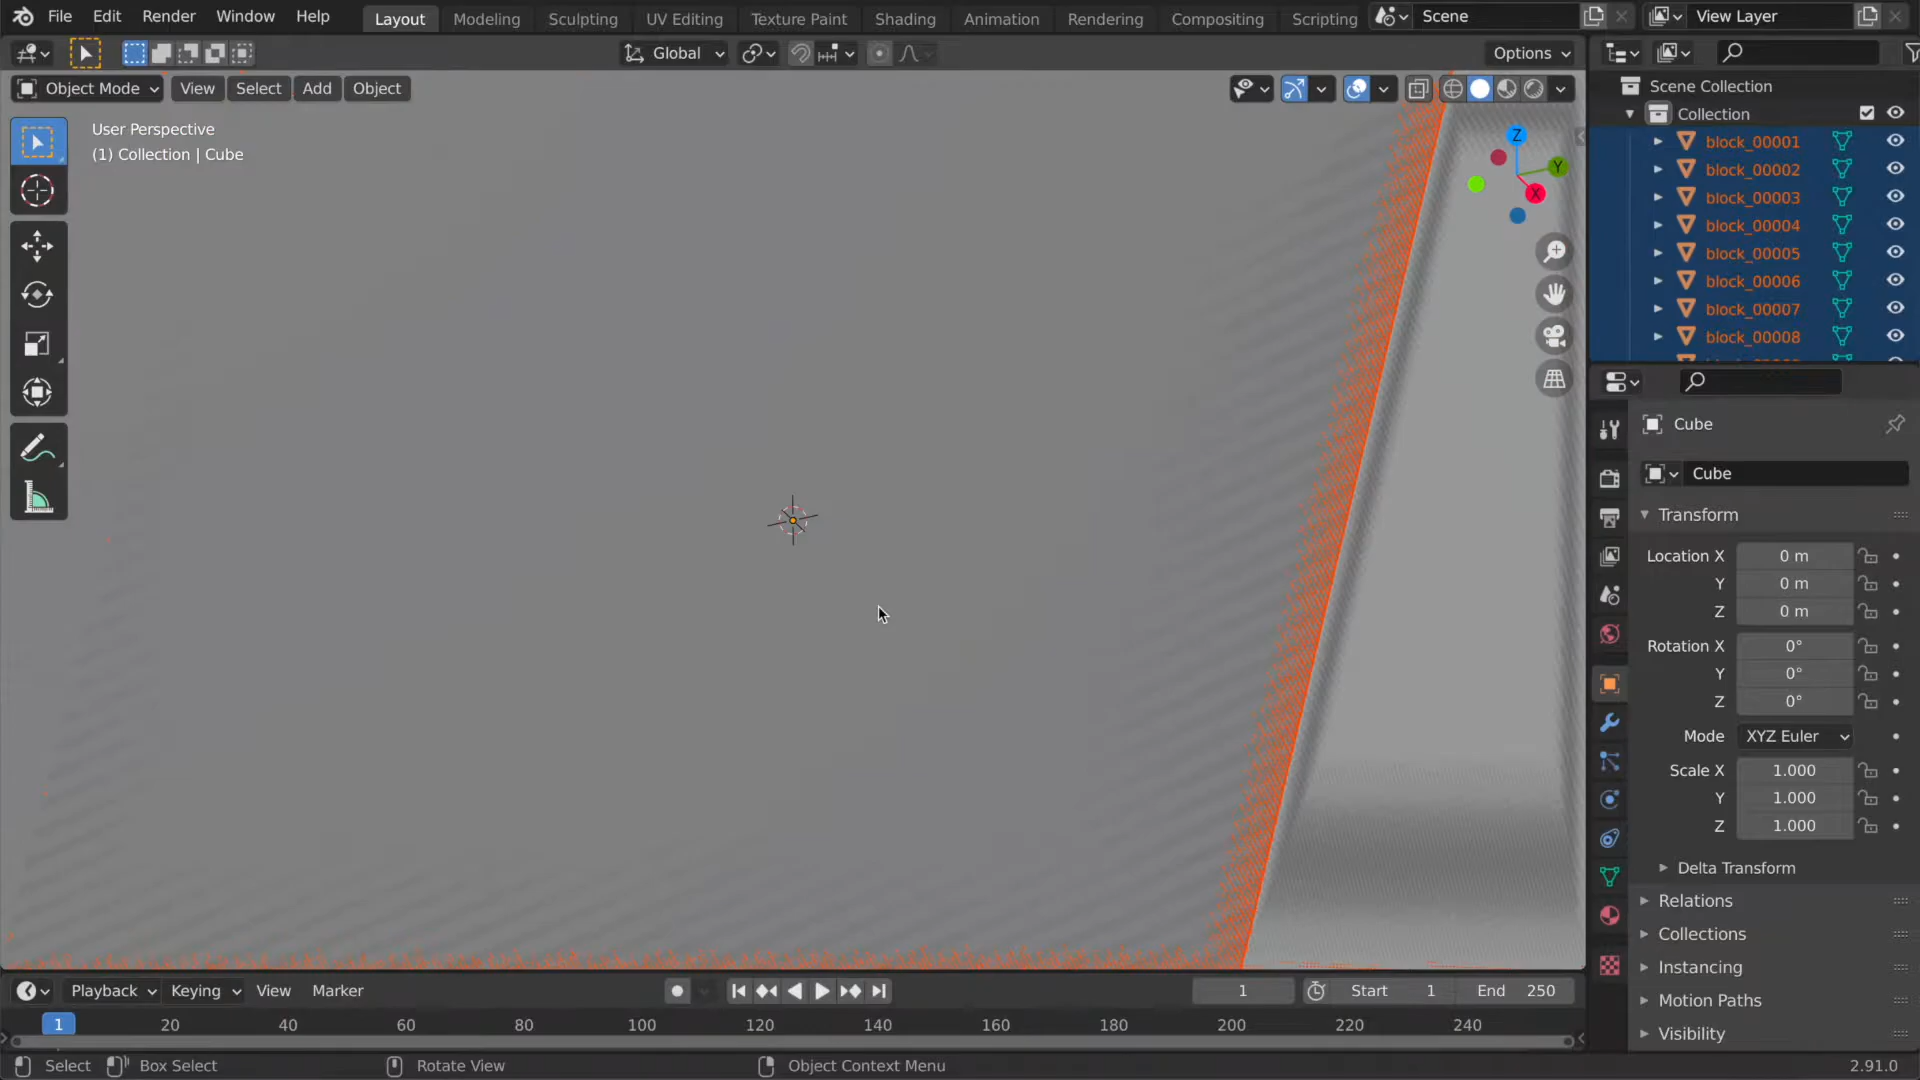 File Edit Render Window Help Layout Modeling Sculpting UV Editing Texture Paint Shading Animation Rendering Compositing Scripting Scene View Layer
Global Options
Object Mode View Select Add Object
User Perspective
(1) Collection | Cube
Z
Y
X
Scene Collection
Collection
block_00001
block_00002
block_00003
block_00004
block_00005
block_00006
block_00007
block_00008
Cube
Cube
Transform
Location X 0 m
Y 0 m
Z 0 m
Rotation X 0°
Y 0°
Z 0°
Mode XYZ Euler
Scale X 1.000
Y 1.000
Z 1.000
Delta Transform
Relations
Collections
Instancing
Motion Paths
Visibility
Playback Keying View Marker 1 Start 1 End 250
1 20 40 60 80 100 120 140 160 180 200 220 240
Select Box Select Rotate View Object Context Menu 2.91.0